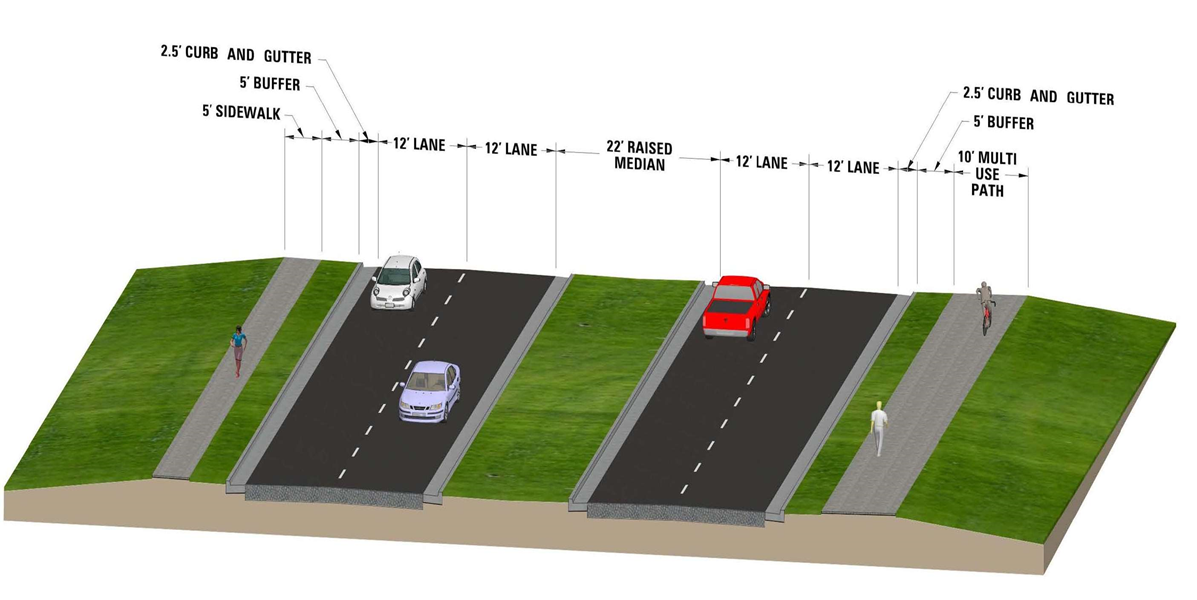 2.5' CURB AND GUTTER
5' BUFFER
5' SIDEWALK
12' LANE
12' LANE
22' RAISED
MEDIAN
12' LANE
12' LANE
2.5' CURB AND GUTTER
5' BUFFER
10' MULTI
USE
PATH